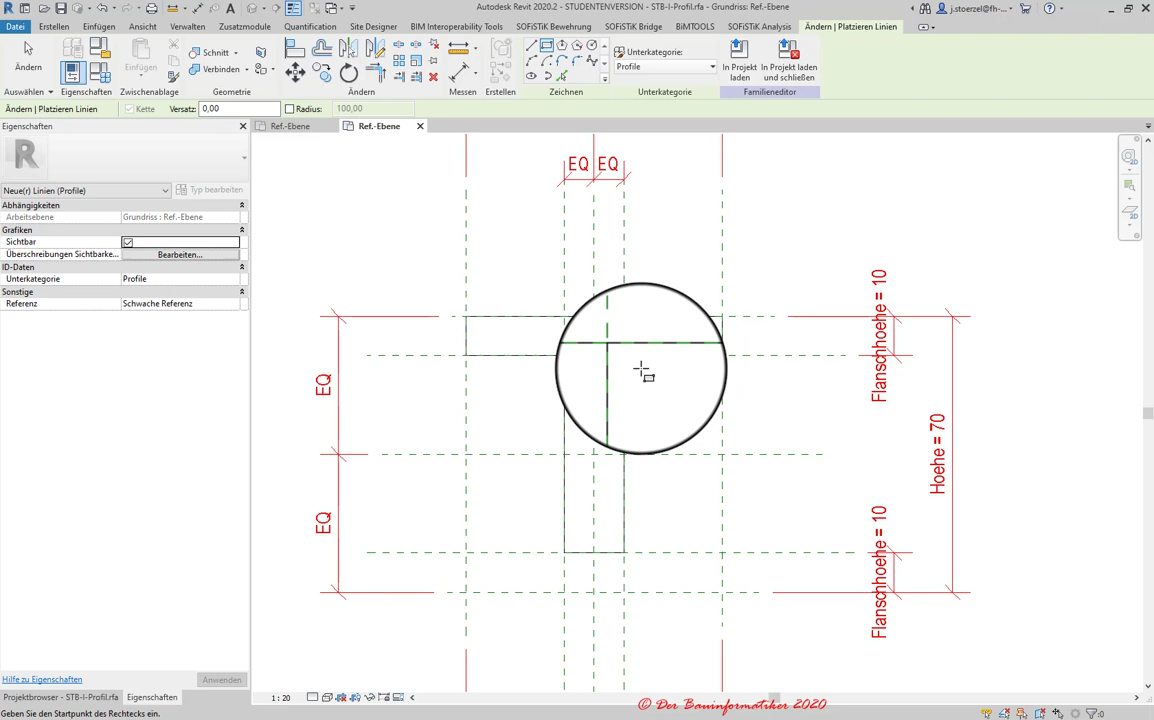 Autodesk Revit 2020.2 - STUDENTENVERSION - STB-I-Profil.rfa - Grundriss: Ref.-Ebene
j.stoerzel@fh-...
Datei Erstellen Einfügen Ansicht Verwalten Zusatzmodule Quantification Site Designer BIM Interoperability Tools SOFiSTiK Bewehrung SOFiSTiK Bridge BiMTOOLS SOFiSTiK Analysis Ändern | Platzieren Linien
Ändern
Einfügen
Schnitt
Verbinden
Unterkategorie:
Profile
In Projekt laden
In Projekt laden und schließen
Auswählen Eigenschaften Zwischenablage Geometrie Ändern Messen Erstellen Zeichnen Unterkategorie Familieneditor
Ändern | Platzieren Linien Kette Versatz: 0,00 Radius: 100,00
Eigenschaften
Ref.-Ebene
Ref.-Ebene
R
Neue(r) Linien (Profile) Typ bearbeiten
Abhängigkeiten
Arbeitsebene Grundriss : Ref.-Ebene
Grafiken
Sichtbar
Überschreibungen Sichtbarke... Bearbeiten...
ID-Daten
Unterkategorie Profile
Sonstige
Referenz Schwache Referenz
EQ EQ
EQ
EQ
Flanschhoehe = 10
Hoehe = 70
Flanschhoehe = 10
Hilfe zu Eigenschaften Anwenden
Projektbrowser - STB-I-Profil.rfa Eigenschaften
1 : 20
© Der Bauinformatiker 2020
Geben Sie den Startpunkt des Rechtecks ein.
:0